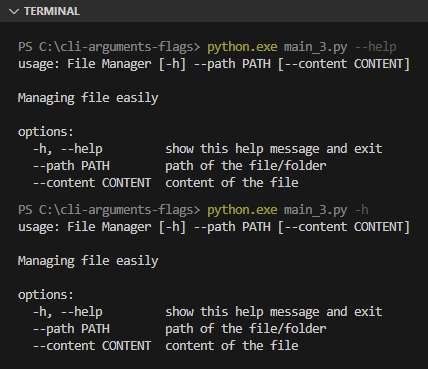 TERMINAL
PS C:\cli-arguments-flags> python.exe main_3.py --help
usage: File Manager [-h] --path PATH [--content CONTENT]
Managing file easily
options:
-h, --help show this help message and exit
--path PATH path of the file/folder
--content CONTENT content of the file
PS C:\cli-arguments-flags> python.exe main_3.py -h
usage: File Manager [-h] --path PATH [--content CONTENT]
Managing file easily
options:
-h, --help show this help message and exit
--path PATH path of the file/folder
--content CONTENT content of the file